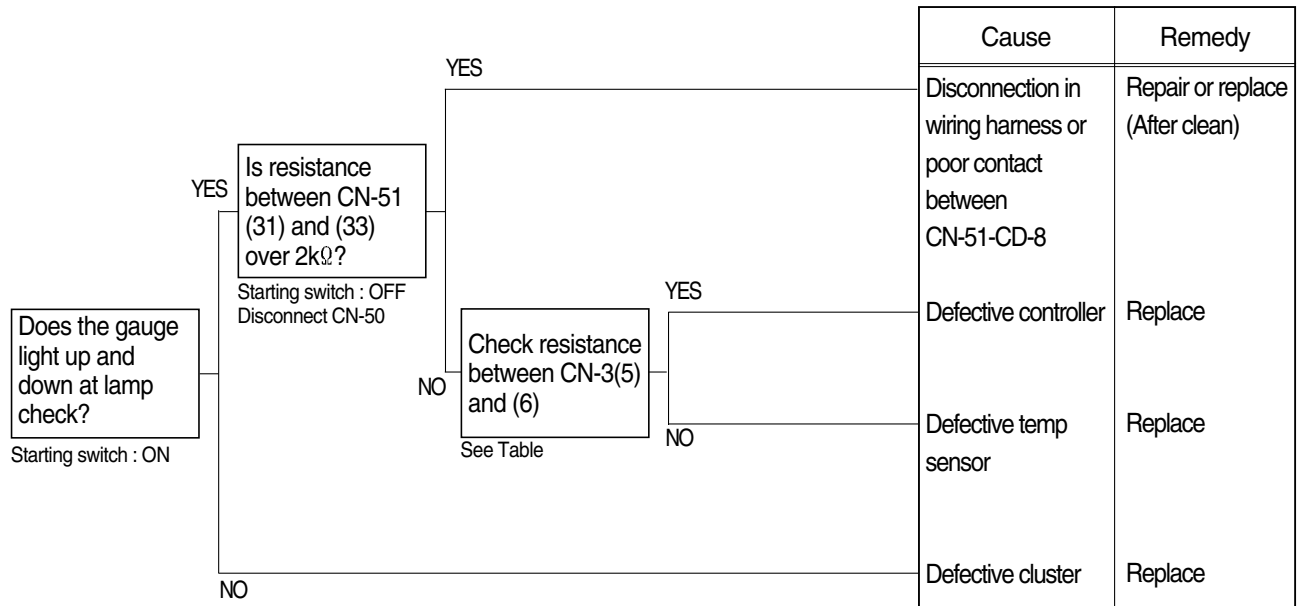 Cause
Remedy
YES
Disconnection in
wiring harness or
poor contact
between
CN-51-CD-8
Repair or replace
(After clean)
YES
Is resistance
between CN-51
(31) and (33)
over 2kΩ?
Starting switch : OFF
Disconnect CN-50
YES
Defective controller
Replace
Does the gauge
light up and
down at lamp
check?
Starting switch : ON
NO
Check resistance
between CN-3(5)
and (6)
See Table
NO
Defective temp
sensor
Replace
NO
Defective cluster
Replace